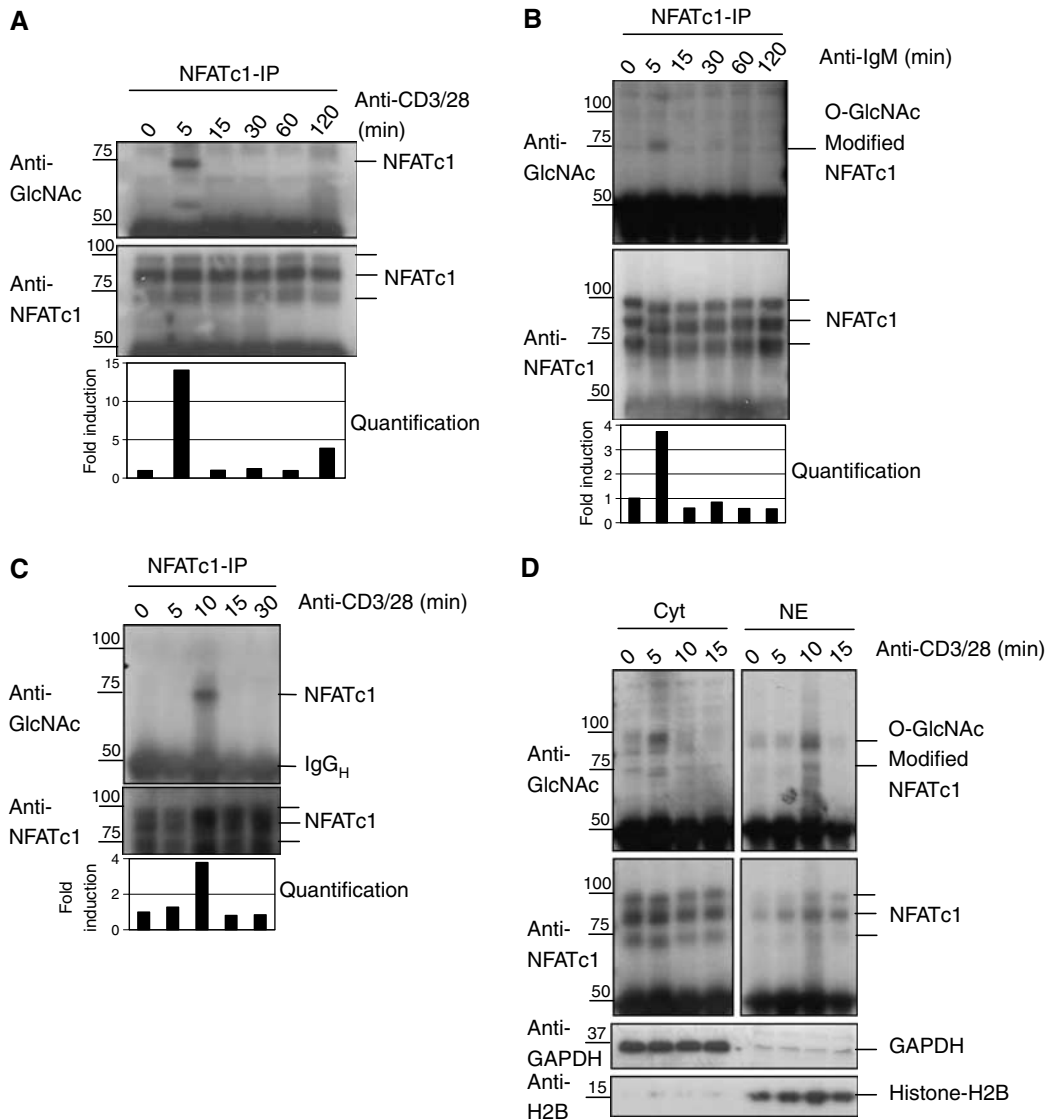 A
NFATc1-IP
0 5 15 30 60 120
Anti-CD3/28
(min)
Anti-
GlcNAc
75
50
NFATc1
Anti-
NFATc1
100
75
50
NFATc1
Fold induction
15
10
5
0
Quantification
B
NFATc1-IP
0 5 15 30 60 120
Anti-IgM (min)
Anti-
GlcNAc
100
75
50
O-GlcNAc
Modified
NFATc1
Anti-
NFATc1
100
75
50
NFATc1
Fold induction
4
3
2
1
0
Quantification
C
NFATc1-IP
0 5 10 15 30
Anti-CD3/28 (min)
Anti-
GlcNAc
100
75
50
NFATc1
IgGH
Anti-
NFATc1
100
75
NFATc1
Fold
induction
4
2
0
Quantification
D
Cyt NE
0 5 10 15 0 5 10 15
Anti-CD3/28 (min)
Anti-
GlcNAc
100
75
50
O-GlcNAc
Modified
NFATc1
Anti-
NFATc1
100
75
50
NFATc1
Anti-
GAPDH
37
GAPDH
Anti-
H2B
15
Histone-H2B